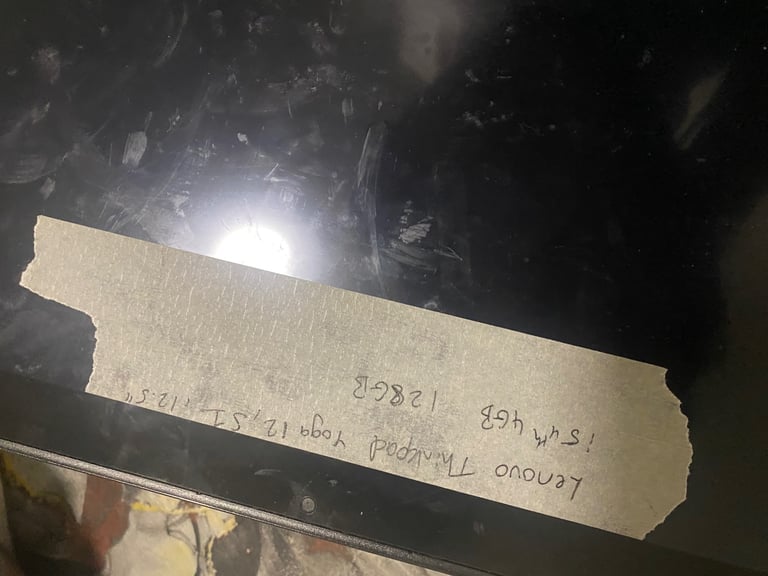 Lenovo Thinkpad Yoga 12, S1, 12.5"
i5 4th 4GB 128GB